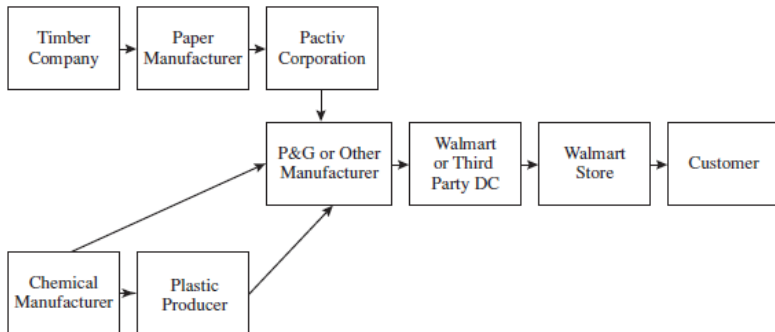 Timber
Company
Paper
Manufacturer
Pactiv
Corporation
P&G or Other
Manufacturer
Walmart
or Third
Party DC
Walmart
Store
Customer
Chemical
Manufacturer
Plastic
Producer